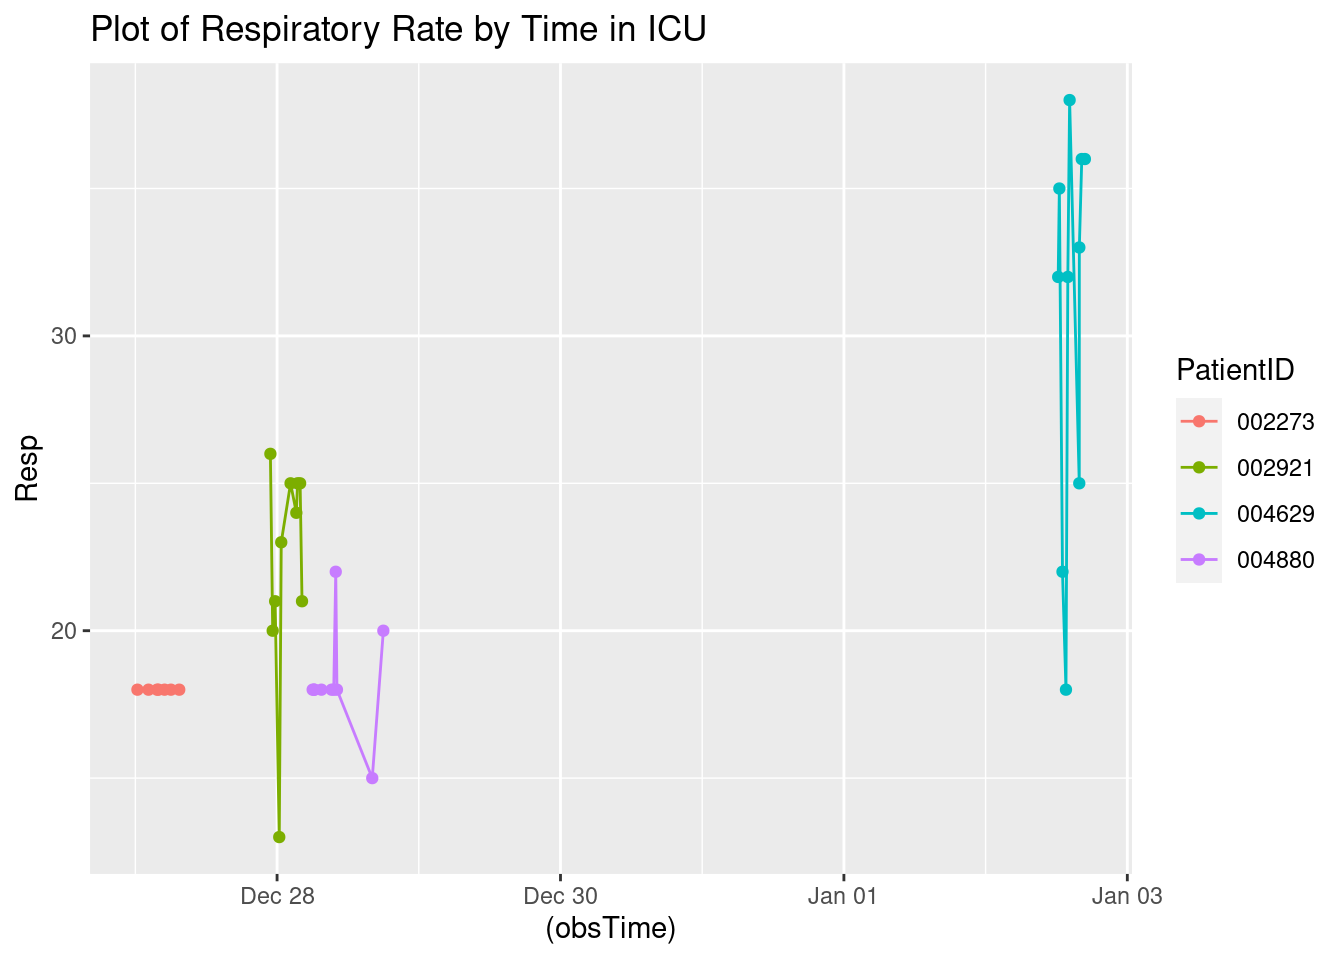 Plot of Respiratory Rate by Time in ICU
Resp
30
20
Dec 28
Dec 30
Jan 01
Jan 03
(obsTime)
PatientID
002273
002921
004629
004880